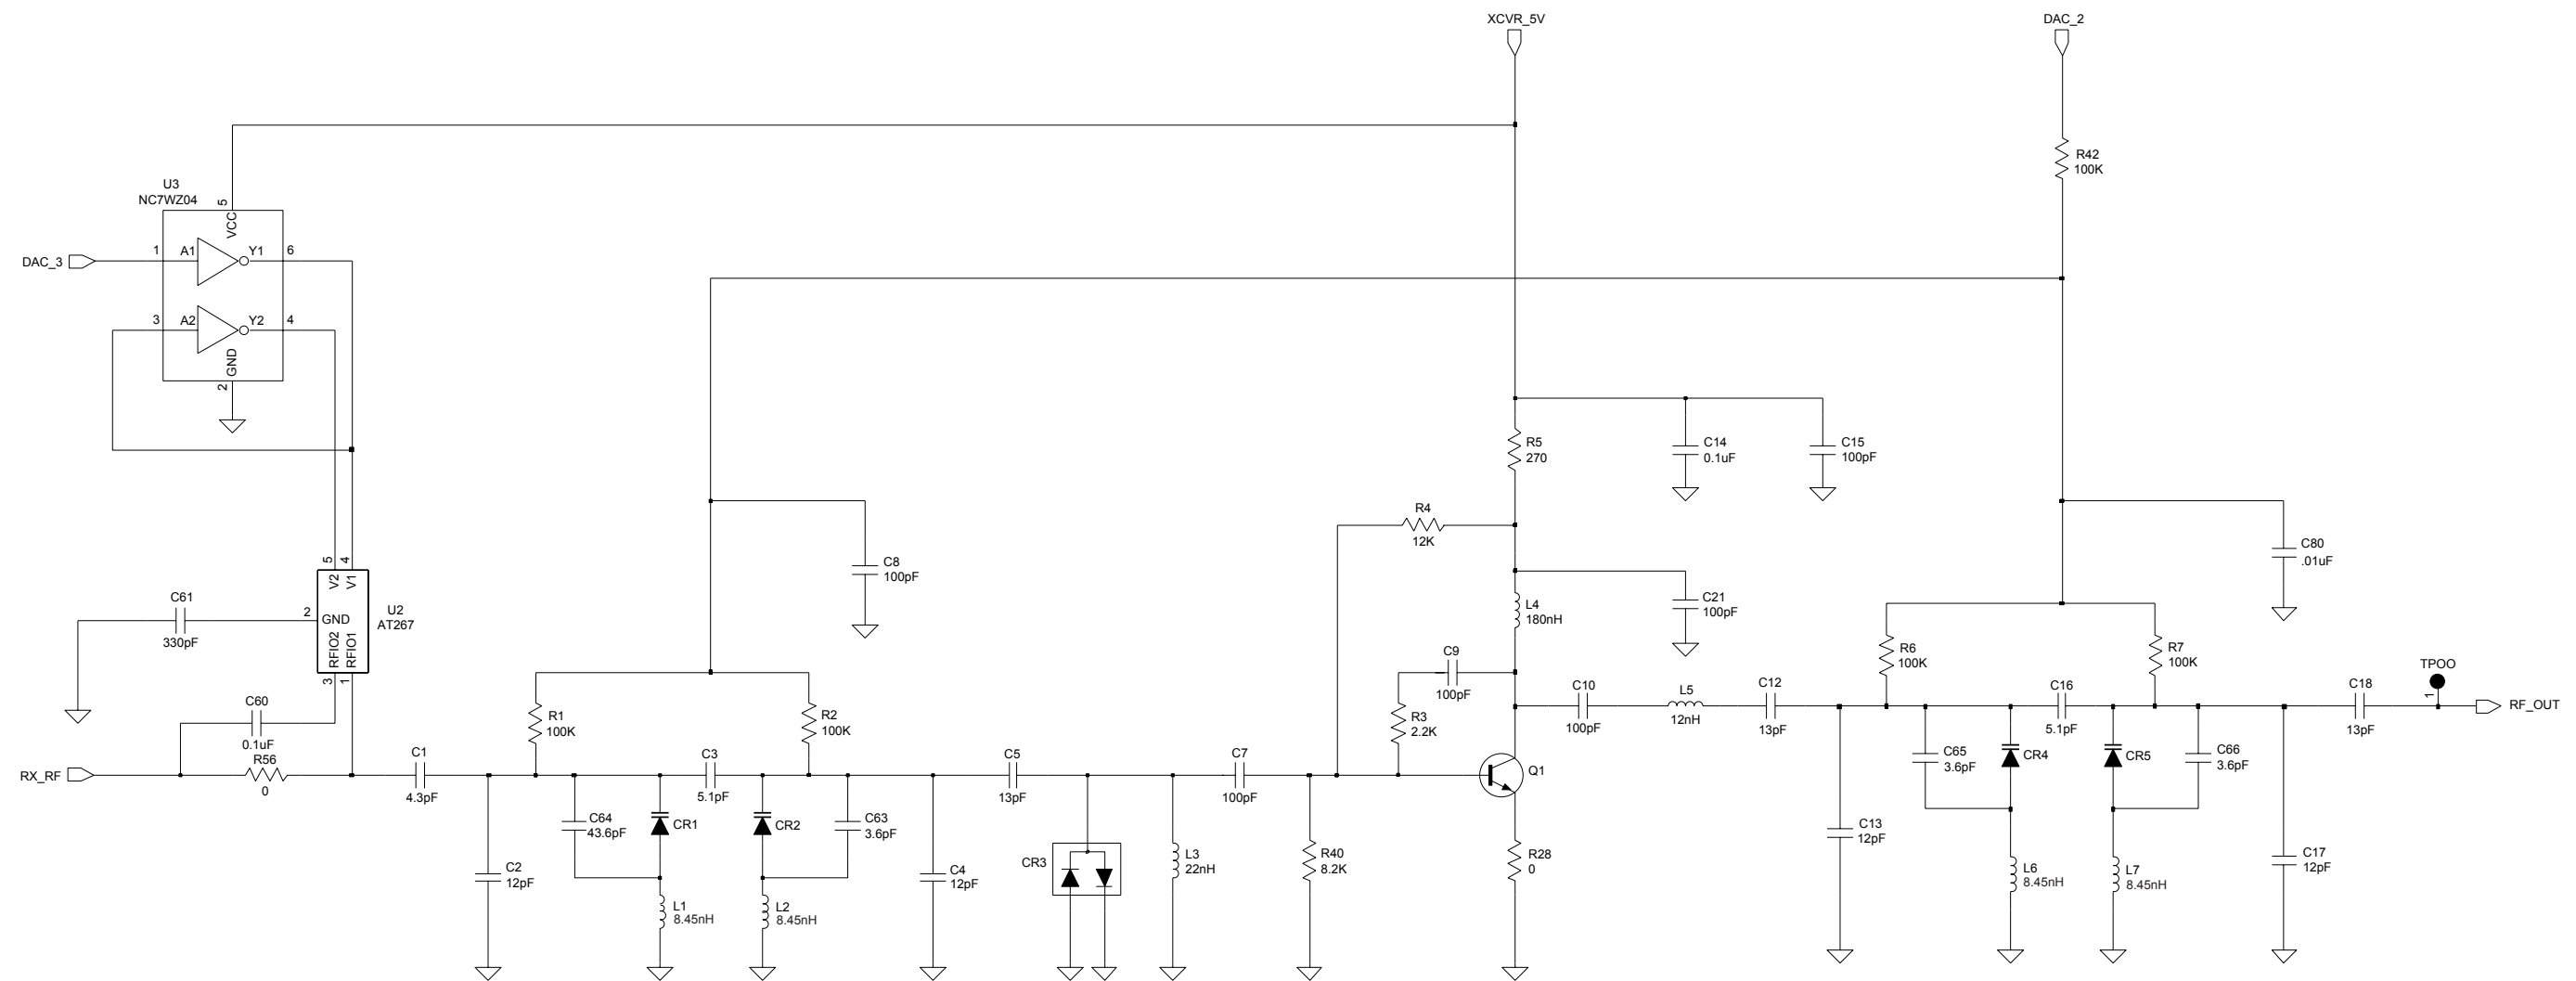 XCVR_5V
DAC_2
R42
100K
U3
NC7WZ04
5
VCC
DAC_3
1
A1
Y1
6
3
A2
Y2
4
GND
2
R5
270
C14
0.1uF
C15
100pF
R4
12K
C8
100pF
C80
.01uF
5
4
V2
V1
C61
330pF
2
GND
U2
AT267
RFIO2
RFIO1
3
1
L4
180nH
C21
100pF
C9
100pF
R6
100K
R7
100K
TPOO
1
C60
0.1uF
R1
100K
R2
100K
R3
2.2K
C10
100pF
L5
12nH
C12
13pF
C16
5.1pF
C18
13pF
RF_OUT
RX_RF
R56
0
C1
4.3pF
C3
5.1pF
C5
13pF
C7
100pF
Q1
C65
3.6pF
CR4
CR5
C66
3.6pF
C64
43.6pF
CR1
CR2
C63
3.6pF
C2
12pF
C4
12pF
CR3
L3
22nH
R40
8.2K
R28
0
C13
12pF
L6
8.45nH
L7
8.45nH
C17
12pF
L1
8.45nH
L2
8.45nH